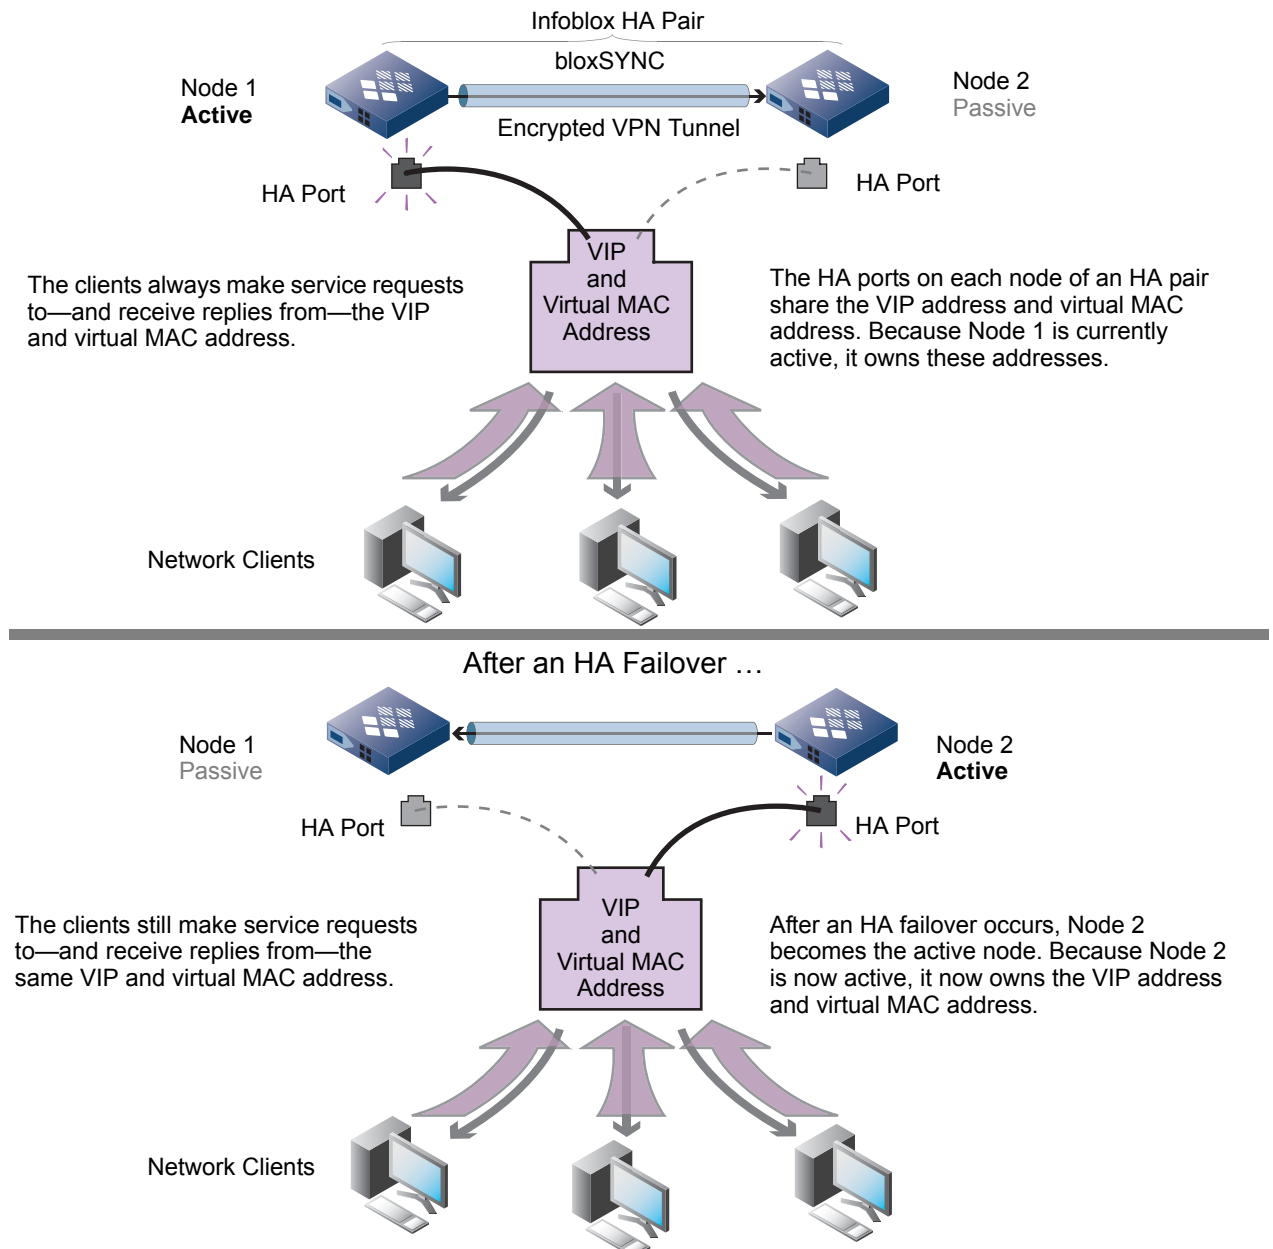 Infoblox HA Pair
bloxSYNC
Node 1
Active
Node 2
Passive
Encrypted VPN Tunnel
HA Port
HA Port
VIP
and
Virtual MAC
Address
The clients always make service requests
to—and receive replies from—the VIP
and virtual MAC address.
The HA ports on each node of an HA pair
share the VIP address and virtual MAC
address. Because Node 1 is currently
active, it owns these addresses.
Network Clients
After an HA Failover …
Node 1
Passive
Node 2
Active
HA Port
HA Port
VIP
and
Virtual MAC
Address
The clients still make service requests
to—and receive replies from—the
same VIP and virtual MAC address.
After an HA failover occurs, Node 2
becomes the active node. Because Node 2
is now active, it now owns the VIP address
and virtual MAC address.
Network Clients